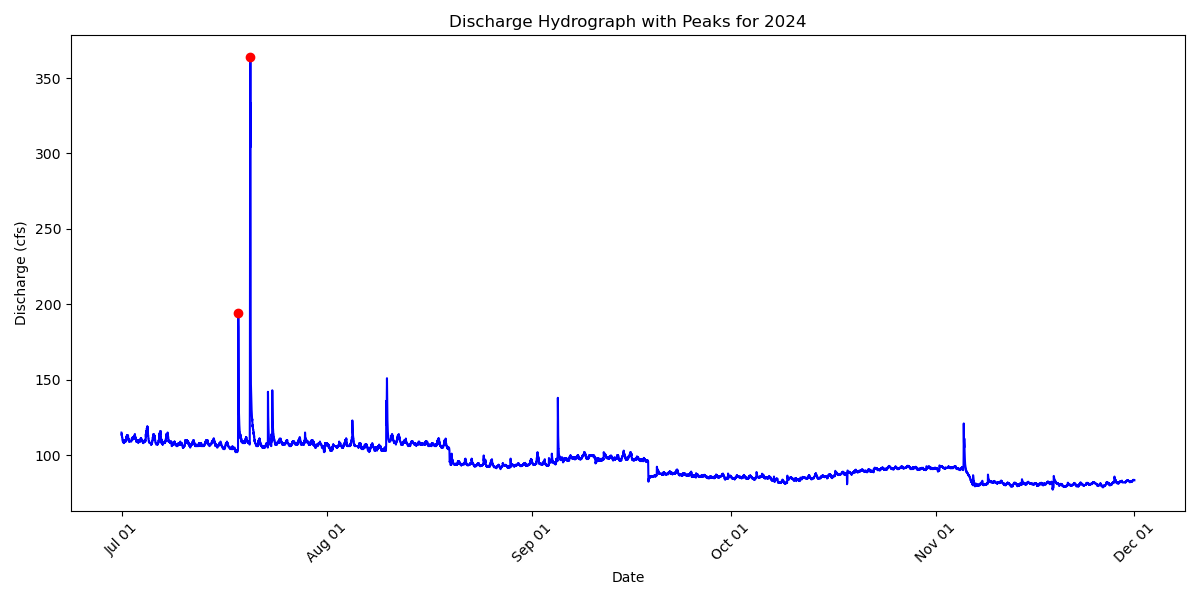 Discharge Hydrograph with Peaks for 2024
Discharge (cfs)
350
300
250
200
150
100
Jul 01
Aug 01
Sep 01
Oct 01
Nov 01
Dec 01
Date